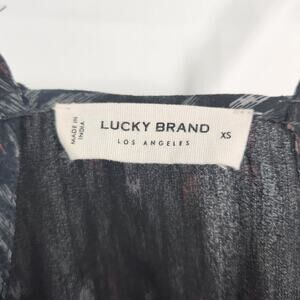 MADE IN
INDIA
LUCKY BRAND
LOS ANGELES
XS